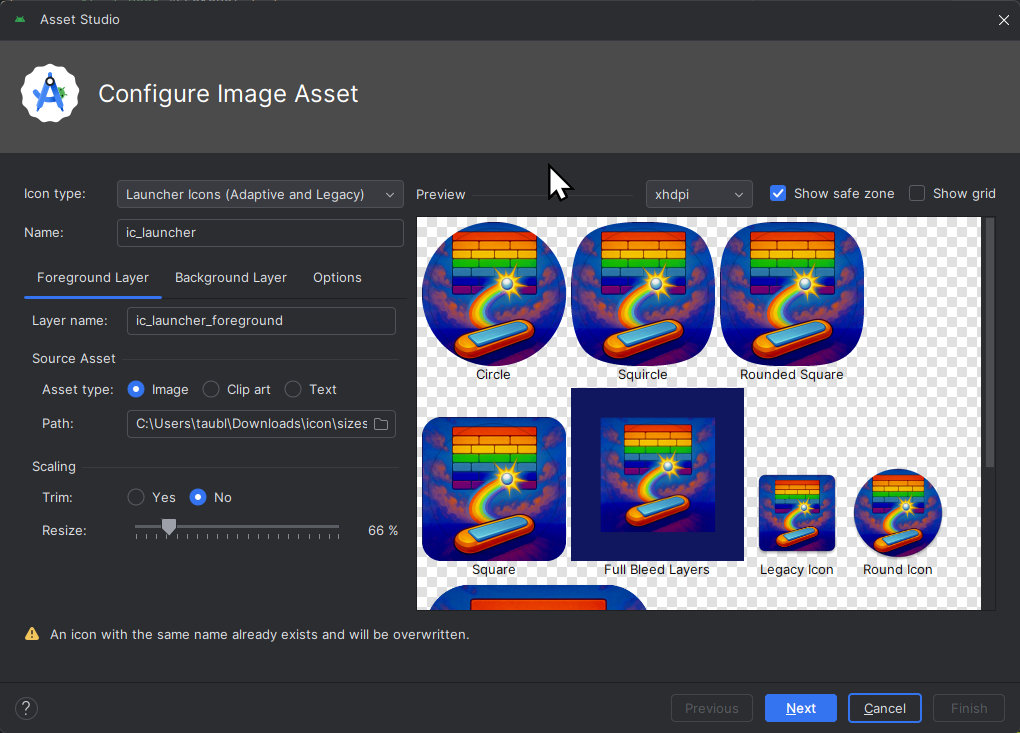 Asset Studio
Configure Image Asset
Icon type: Launcher Icons (Adaptive and Legacy)
Name: ic_launcher
Foreground Layer Background Layer Options
Layer name: ic_launcher_foreground
Source Asset
Asset type: Image Clip art Text
Path: C:\Users\taubl\Downloads\icon\sizes
Scaling
Trim: Yes No
Resize: 66 %
Preview xhdpi Show safe zone Show grid
Circle Squircle Rounded Square
Square Full Bleed Layers Legacy Icon Round Icon
An icon with the same name already exists and will be overwritten.
? Previous Next Cancel Finish